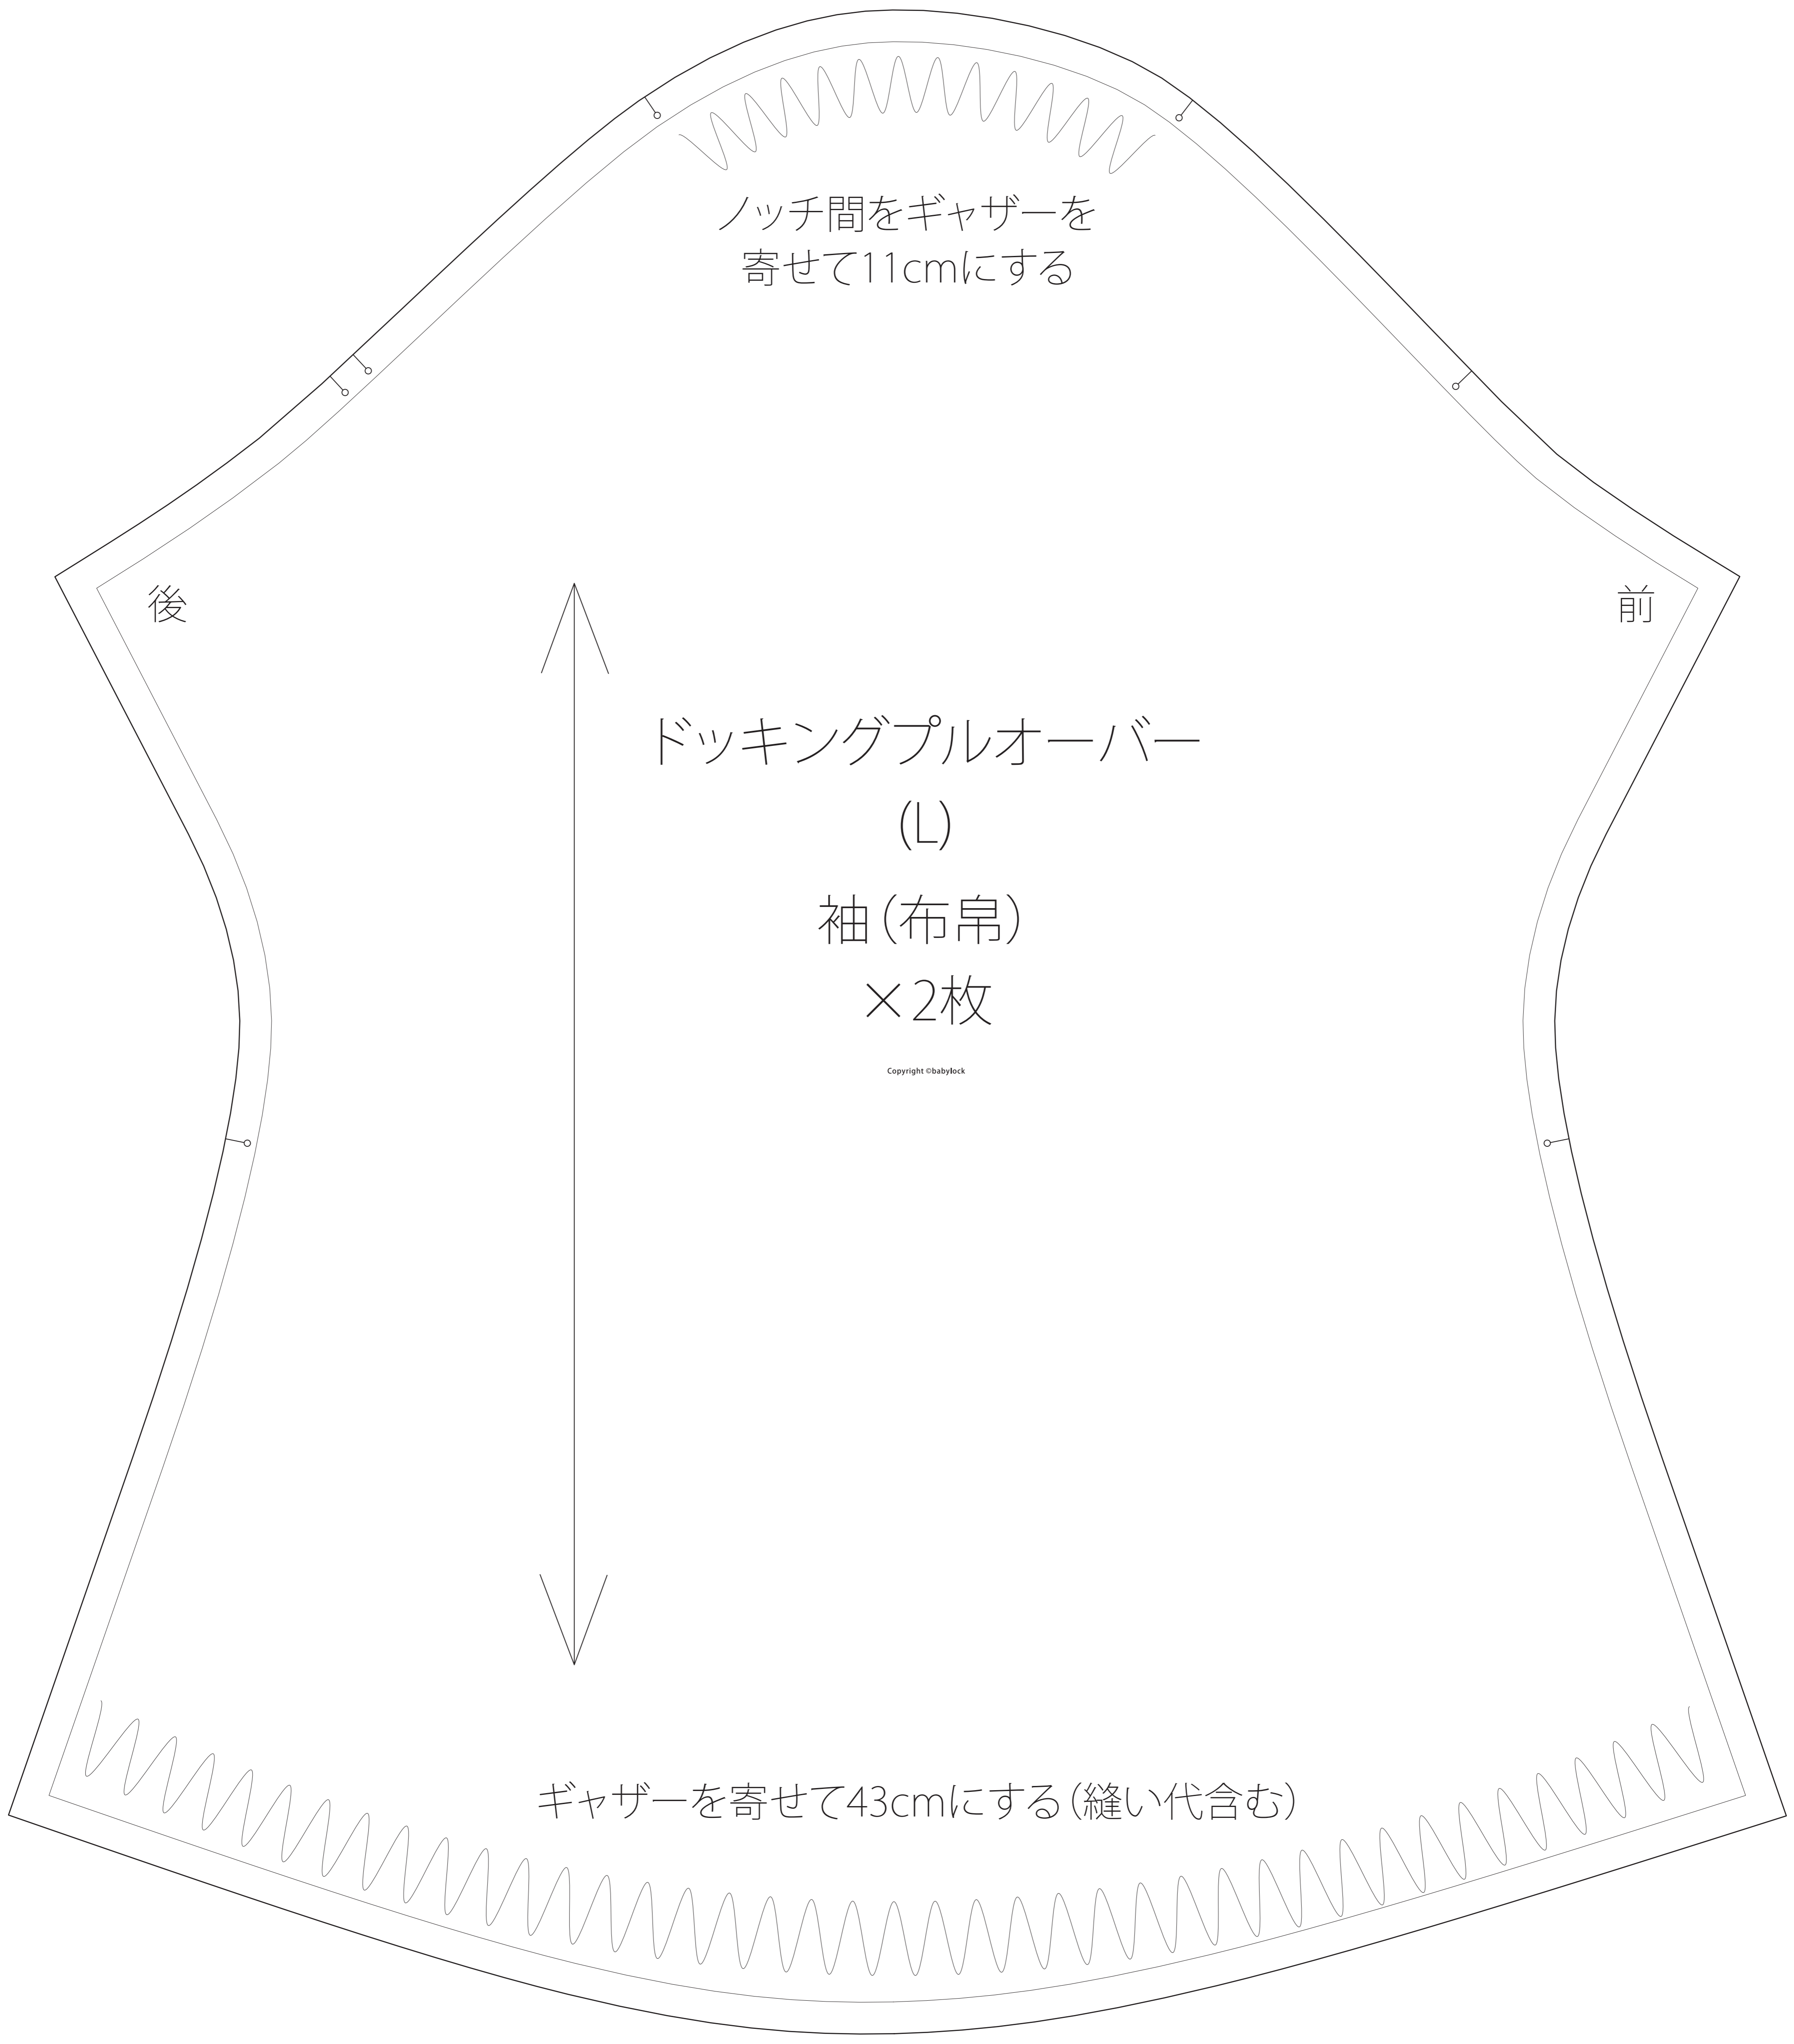 ノッチ間をギャザーを
寄せて11cmにする
後
前
ドッキングプルオーバー
(L)
袖(布帛)
×2枚
Copyright ©babylock
ギャザーを寄せて43cmにする(縫い代含む)